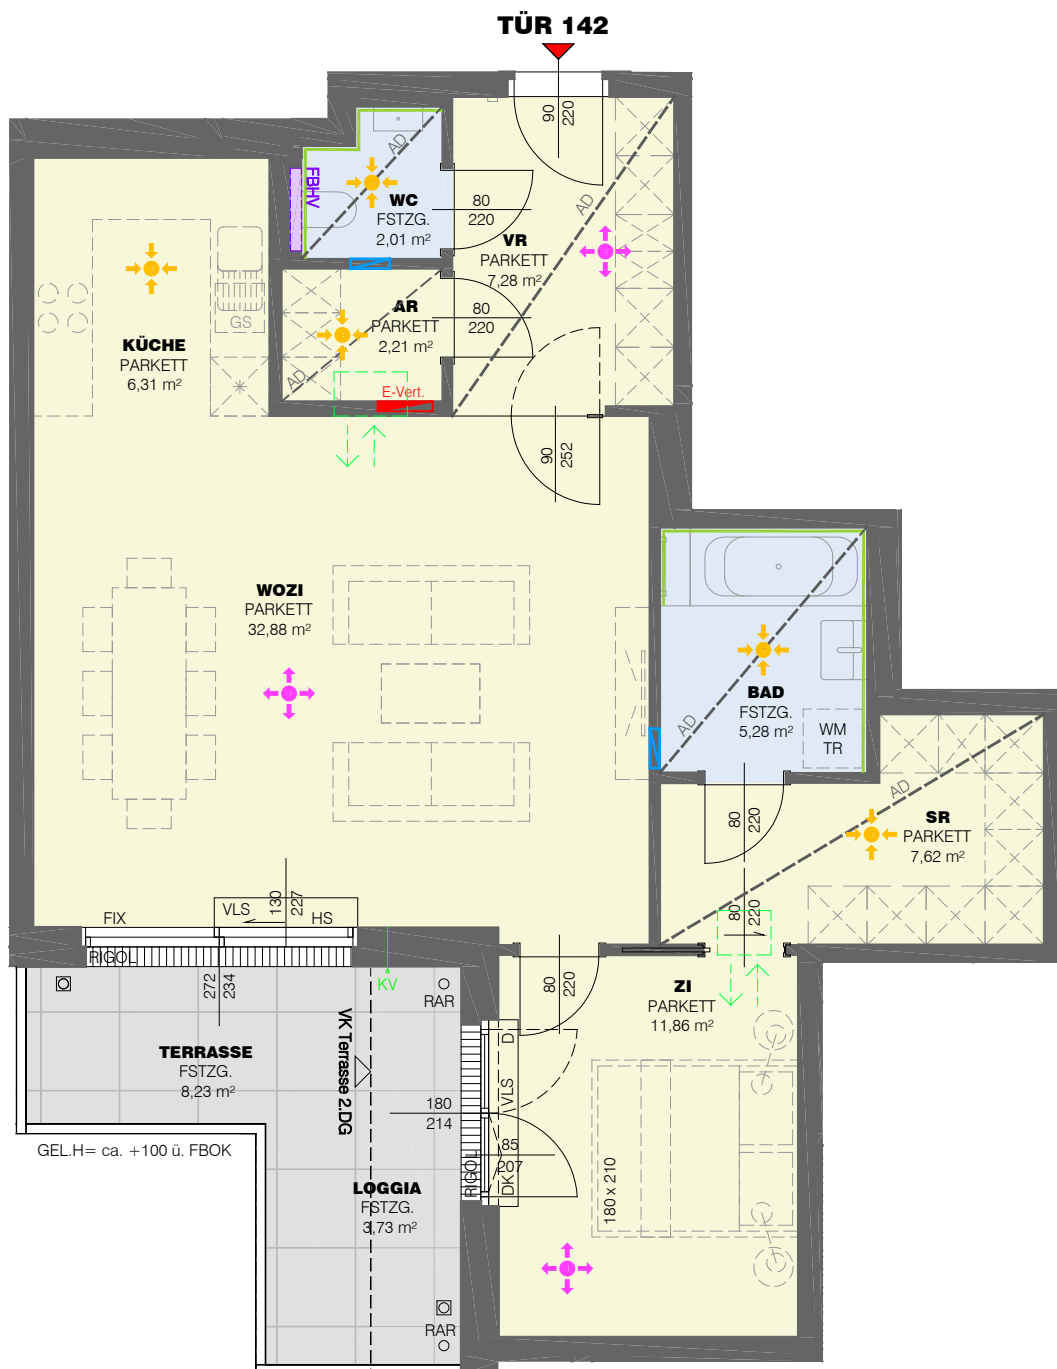 TÜR 142
90
220
AD
FBHV
WC
FSTZG.
2,01 m²
80
220
VR
PARKETT
7,28 m²
AD
GS
KÜCHE
PARKETT
6,31 m²
AR
PARKETT
2,21 m²
80
220
AD
E-Vert.
90
252
WOZI
PARKETT
32,88 m²
BAD
FSTZG.
5,28 m²
AD
WM
TR
80
220
AD
SR
PARKETT
7,62 m²
80
220
FIX
VLS
130
227
HS
RIGOL
272
234
KV
RAR
80
220
ZI
PARKETT
11,86 m²
TERRASSE
FSTZG.
8,23 m²
VK Terrasse 2.DG
D
VLS
180
214
85
207
DK
RIGOL
GEL.H= ca. +100 ü. FBOK
LOGGIA
FSTZG.
3,73 m²
180 x 210
RAR